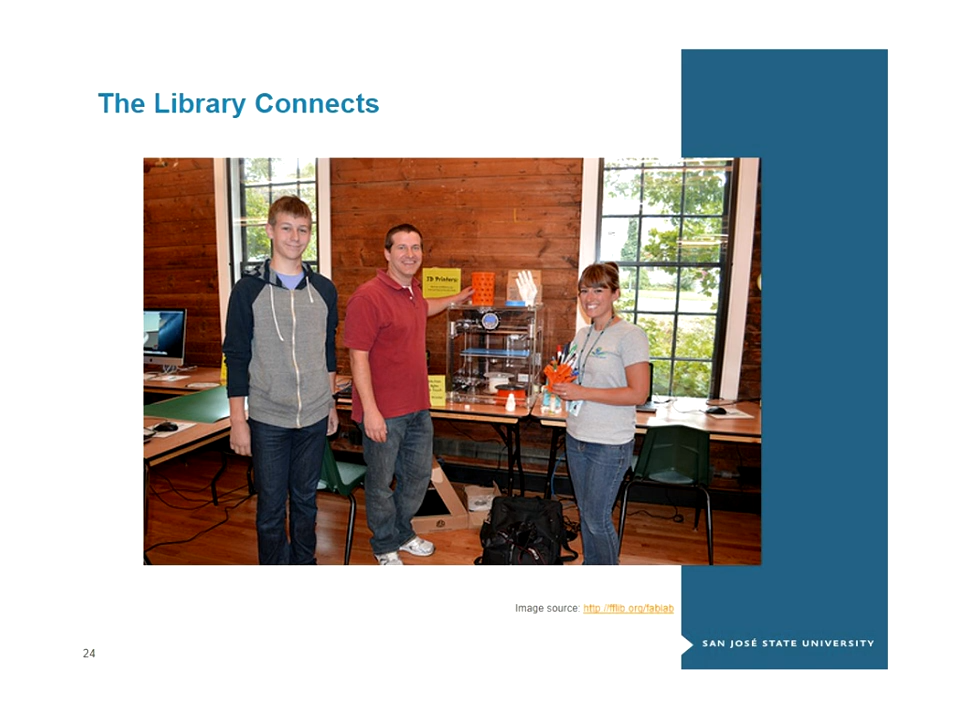 The Library Connects
3D Printers
Image source: http://fflib.org/fablab
24
SAN JOSÉ STATE UNIVERSITY